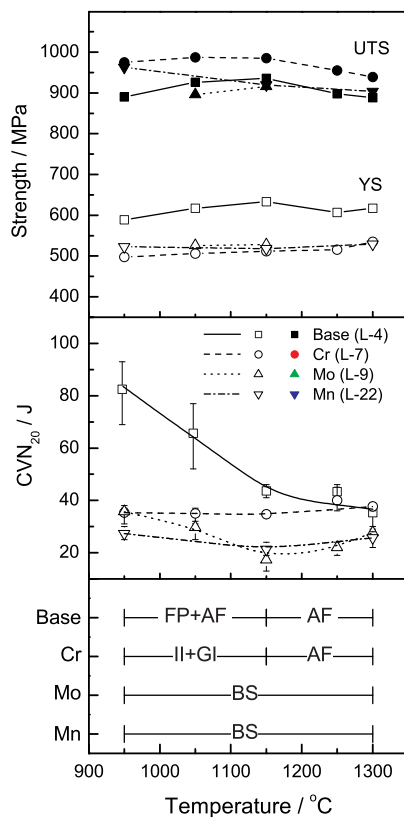 1000
UTS
900
800
Strength / MPa
700
YS
600
500
400
100
Base (L-4)
Cr (L-7)
80
Mo (L-9)
Mn (L-22)
60
CVN20 / J
40
20
Base
FP+AF
AF
Cr
II+GI
AF
Mo
BS
Mn
BS
900 1000 1100 1200 1300
Temperature / °C